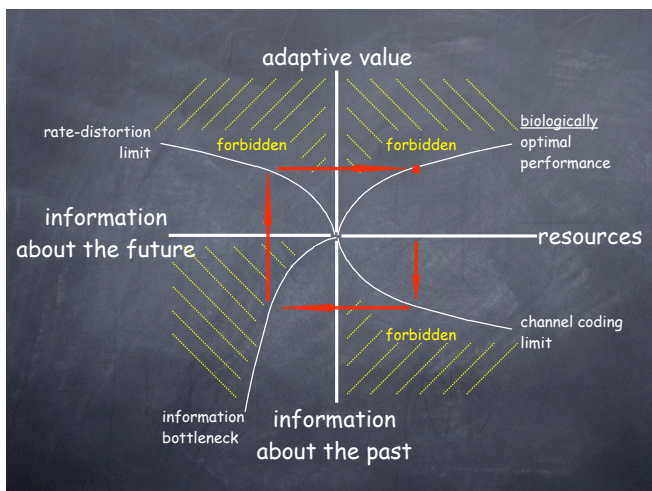 adaptive value
rate-distortion
limit
forbidden
forbidden
biologically
optimal
performance
information
about the future
resources
forbidden
channel coding
limit
information
bottleneck
information
about the past